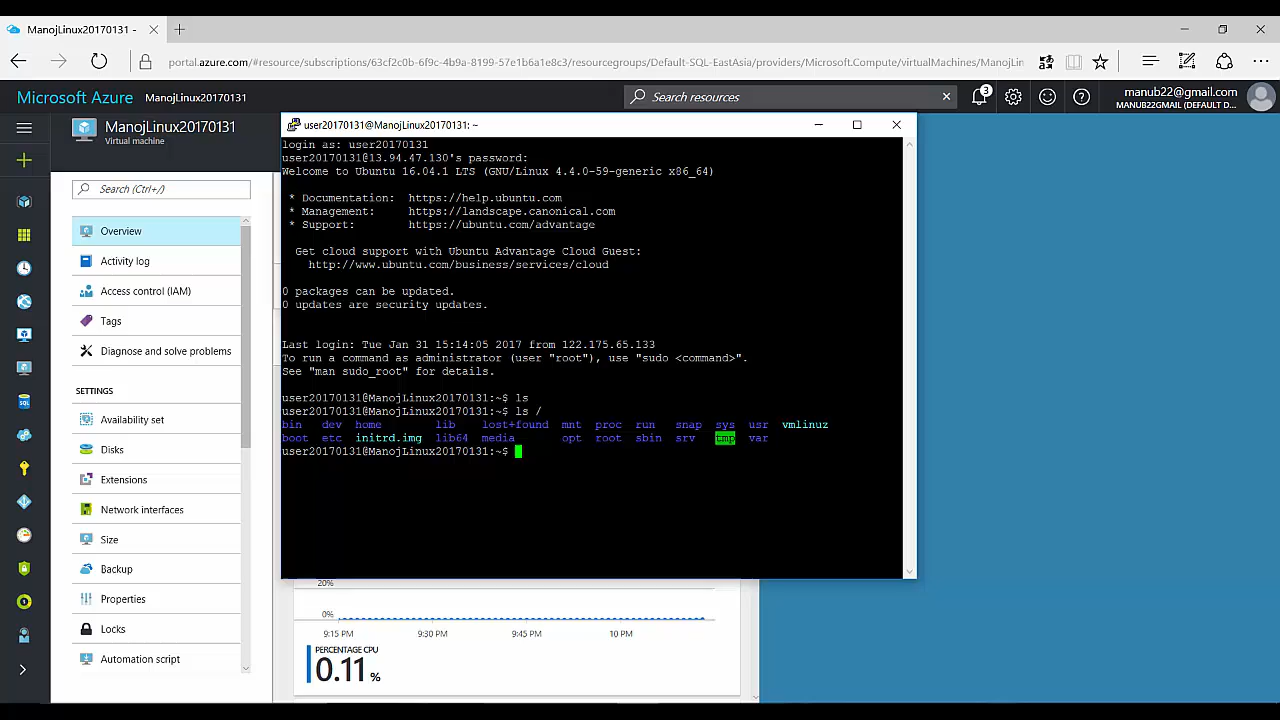 ManojLinux20170131 -
portal.azure.com/#resource/subscriptions/63cf2c0b-6f9c-4b9a-8199-57e1b6a1e8c3/resourcegroups/Default-SQL-EastAsia/providers/Microsoft.Compute/virtualMachines/ManojLin
Microsoft Azure ManojLinux20170131
Search resources
3
manub22@gmail.com
MANUB22GMAIL (DEFAULT D...
ManojLinux20170131
Virtual machine
Search (Ctrl+/)
Overview
Activity log
Access control (IAM)
Tags
Diagnose and solve problems
SETTINGS
Availability set
Disks
Extensions
Network interfaces
Size
Backup
Properties
Locks
Automation script
SQL
user20170131@ManojLinux20170131: ~
login as: user20170131
user20170131@13.94.47.130's password:
Welcome to Ubuntu 16.04.1 LTS (GNU/Linux 4.4.0-59-generic x86_64)
* Documentation: https://help.ubuntu.com
* Management: https://landscape.canonical.com
* Support: https://ubuntu.com/advantage
Get cloud support with Ubuntu Advantage Cloud Guest:
http://www.ubuntu.com/business/services/cloud
0 packages can be updated.
0 updates are security updates.
Last login: Tue Jan 31 15:14:05 2017 from 122.175.65.133
To run a command as administrator (user "root"), use "sudo <command>".
See "man sudo_root" for details.
user20170131@ManojLinux20170131:~$ ls
user20170131@ManojLinux20170131:~$ ls /
bin dev home lib lost+found mnt proc run snap sys usr vmlinuz
boot etc initrd.img lib64 media opt root sbin srv tmp var
user20170131@ManojLinux20170131:~$
20%
0%
9:15 PM 9:30 PM 9:45 PM 10 PM
PERCENTAGE CPU
0.11 %